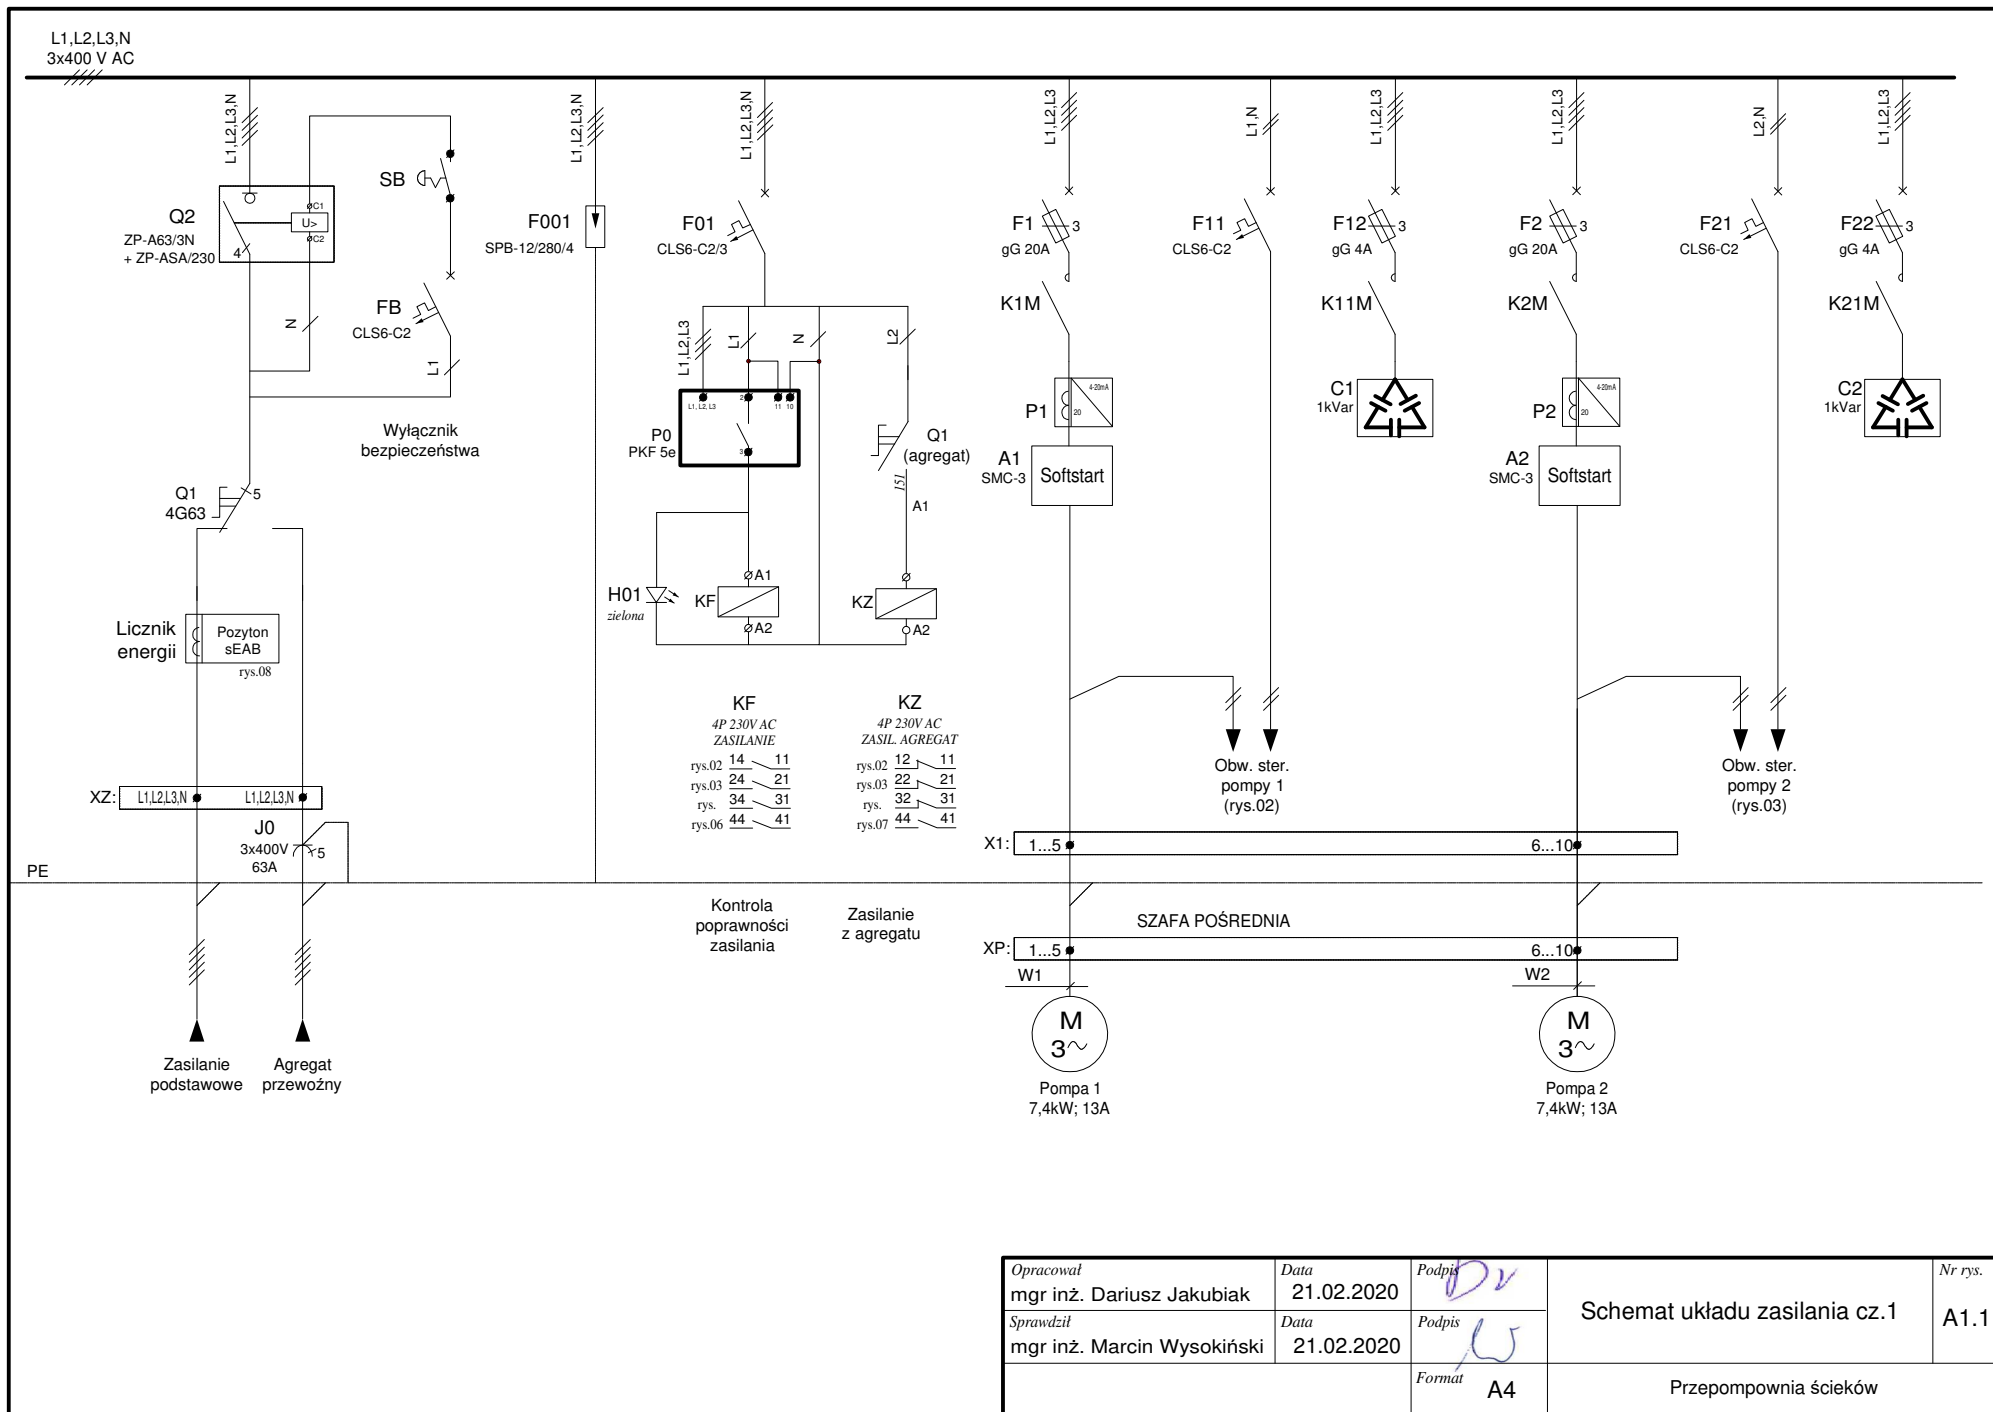 L1,L2,L3,N
3x400 V AC
L1,L2,L3,N
L1,L2,L3,N
L1,L2,L3,N
L1,L2,L3
L1,N
L1,L2,L3
L1,L2,L3
L2,N
L1,L2,L3
SB
Q2
ZP-A63/3N
+ ZP-ASA/230
C1
U>
C2
4
N
FB
CLS6-C2
L1
Wyłącznik
bezpieczeństwa
Q1
4G63
5
Licznik
energii
Pozyton
sEAB
rys.08
XZ:
L1,L2,L3,N
L1,L2,L3,N
J0
3x400V
63A
5
PE
Zasilanie
podstawowe
Agregat
przewoźny
F001
SPB-12/280/4
F01
CLS6-C2/3
L1,L2,L3
L1
N
L2
L1, L2, L3
2
11
10
3
P0
PKF 5e
Q1
(agregat)
151
A1
H01
zielona
A1
KF
A2
KZ
A2
KF
4P 230V AC
ZASILANIE
rys.02 14 11
rys.03 24 21
rys. 34 31
rys.06 44 41
KZ
4P 230V AC
ZASIL. AGREGAT
rys.02 12 11
rys.03 22 21
rys. 32 31
rys.07 44 41
Kontrola
poprawności
zasilania
Zasilanie
z agregatu
F1
gG 20A
3
K1M
P1
4-20mA
20
A1
SMC-3
Softstart
F11
CLS6-C2
F12
gG 4A
3
K11M
C1
1kVar
F2
gG 20A
3
K2M
P2
4-20mA
20
A2
SMC-3
Softstart
F21
CLS6-C2
F22
gG 4A
3
K21M
C2
1kVar
Obw. ster.
pompy 1
(rys.02)
Obw. ster.
pompy 2
(rys.03)
X1:
1...5
6...10
SZAFA POŚREDNIA
XP:
1...5
6...10
W1
W2
M
3~
M
3~
Pompa 1
7,4kW; 13A
Pompa 2
7,4kW; 13A
Opracował
mgr inż. Dariusz Jakubiak
Data
21.02.2020
Podpis
Sprawdził
mgr inż. Marcin Wysokiński
Data
21.02.2020
Podpis
Format
A4
Schemat układu zasilania cz.1
Nr rys.
A1.1
Przepompownia ścieków